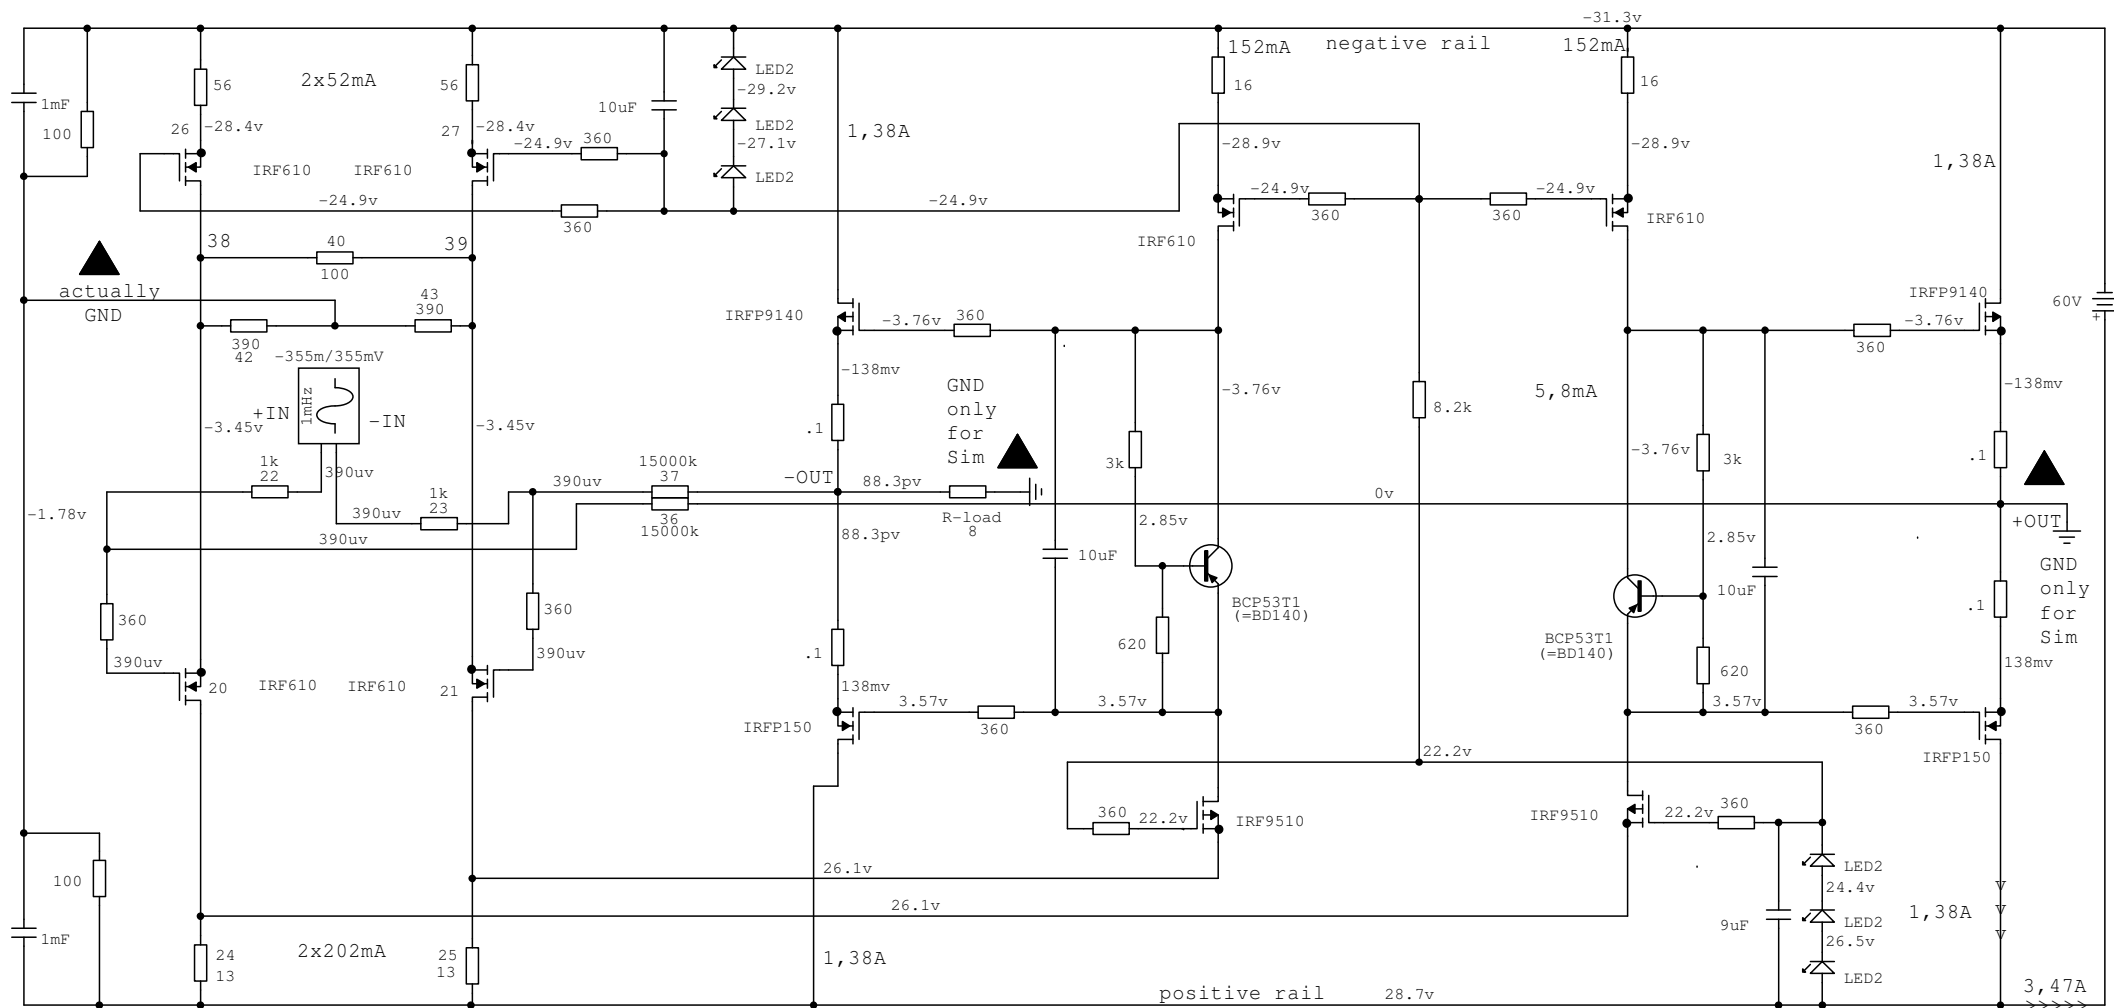 -31.3v
152mA
negative rail
152mA
2x52mA
LED2
56
56
16
16
-29.2v
1mF
10uF
100
26
-28.4v
27
-28.4v
LED2
1,38A
-24.9v
360
-27.1v
-28.9v
-28.9v
1,38A
IRF610
IRF610
LED2
-24.9v
360
-24.9v
-24.9v
360
360
-24.9v
IRF610
IRF610
38
40
39
100
actually
GND
43
390
390
42
IRFP9140
-3.76v
360
IRFP9140
-3.76v
360
60V
+
-355m/355mV
1mHz
+IN
-IN
-138mv
-3.76v
5,8mA
-138mv
GND
only
for
Sim
8.2k
-3.45v
-3.45v
.1
.1
-3.76v
3k
3k
1k
22
390uv
15000k
37
390uv
-OUT
88.3pv
0v
1k
23
390uv
36
15000k
R-load
8
-1.78v
390uv
88.3pv
2.85v
+OUT
2.85v
10uF
GND
only
for
Sim
10uF
BCP53T1
(=BD140)
.1
360
360
BCP53T1
(=BD140)
620
.1
620
390uv
390uv
138mv
20
IRF610
IRF610
21
138mv
3.57v
3.57v
3.57v
3.57v
IRFP150
360
360
IRFP150
22.2v
360
22.2v
IRF9510
IRF9510
22.2v
360
26.1v
LED2
100
24.4v
26.1v
1,38A
9uF
LED2
1mF
26.5v
2x202mA
24
13
25
13
1,38A
LED2
positive rail
28.7v
3,47A